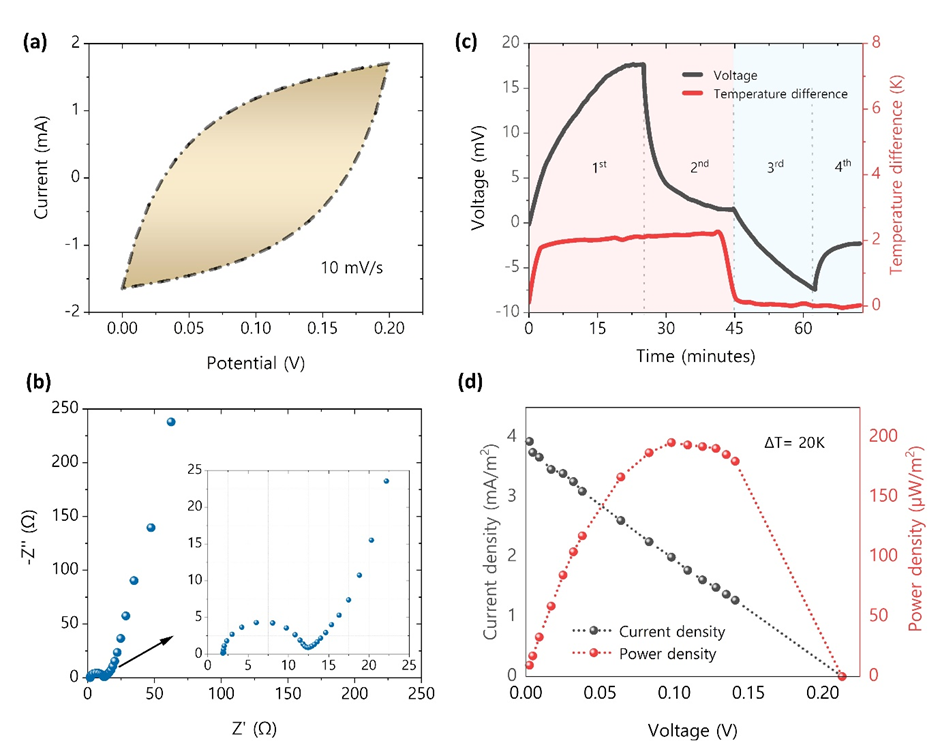 (a)
2
1
0
-1
-2
Current (mA)
10 mV/s
0.00
0.05
0.10
0.15
0.20
Potential (V)
(c)
20
15
10
5
0
-5
-10
Voltage (mV)
Voltage
Temperature difference
1st
2nd
3rd
4th
8
6
4
2
0
Temperature difference (K)
0
15
30
45
60
Time (minutes)
(b)
250
200
150
100
50
0
-Z'' (Ω)
25
20
15
10
5
0
0
5
10
15
20
25
0
50
100
150
200
250
Z' (Ω)
(d)
4
3
2
1
0
Current density (mA/m²)
ΔT= 20K
Current density
Power density
200
150
100
50
0
Power density (µW/m²)
0.00
0.05
0.10
0.15
0.20
Voltage (V)